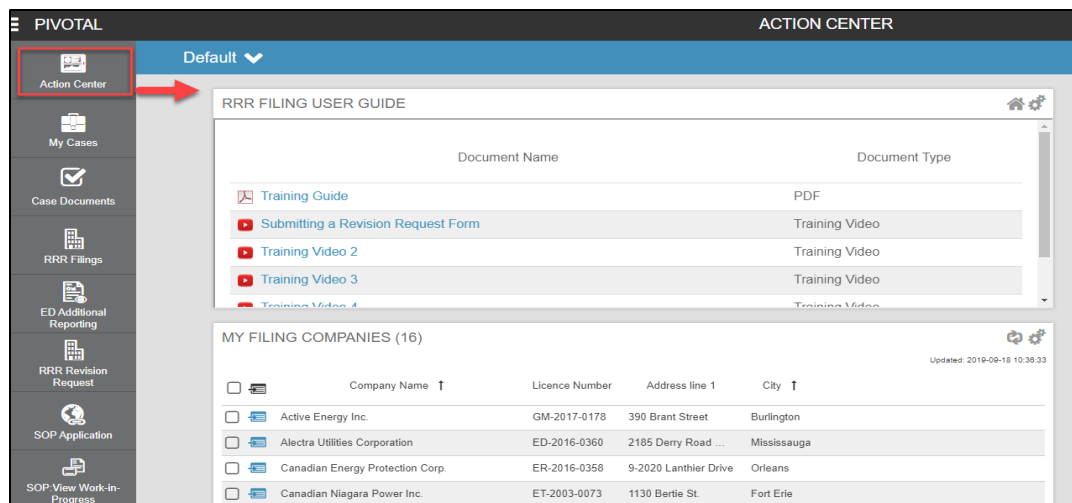 PIVOTAL
ACTION CENTER
Action Center
My Cases
Case Documents
RRR Filings
ED Additional
Reporting
RRR Revision
Request
SOP Application
SOP:View Work-in-
Progress
Default
RRR FILING USER GUIDE
Document Name Document Type
Training Guide PDF
Submitting a Revision Request Form Training Video
Training Video 2 Training Video
Training Video 3 Training Video
Training Video 4 Training Video
MY FILING COMPANIES (16)
Updated: 2019-09-18 10:36:33
Company Name ↑ Licence Number Address line 1 City ↑
Active Energy Inc. GM-2017-0178 390 Brant Street Burlington
Alectra Utilities Corporation ED-2016-0360 2185 Derry Road ... Mississauga
Canadian Energy Protection Corp. ER-2016-0358 9-2020 Lanthier Drive Orleans
Canadian Niagara Power Inc. ET-2003-0073 1130 Bertie St. Fort Erie